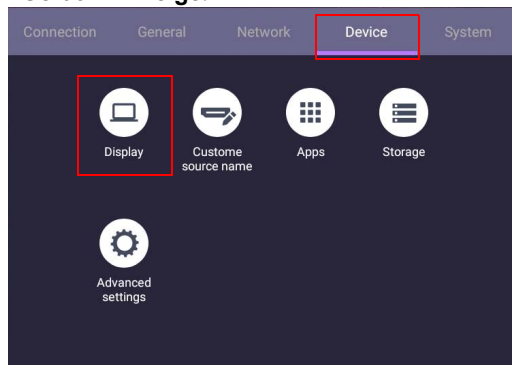 Connection General Network Device System
Display Custome source name Apps Storage
Advanced
settings